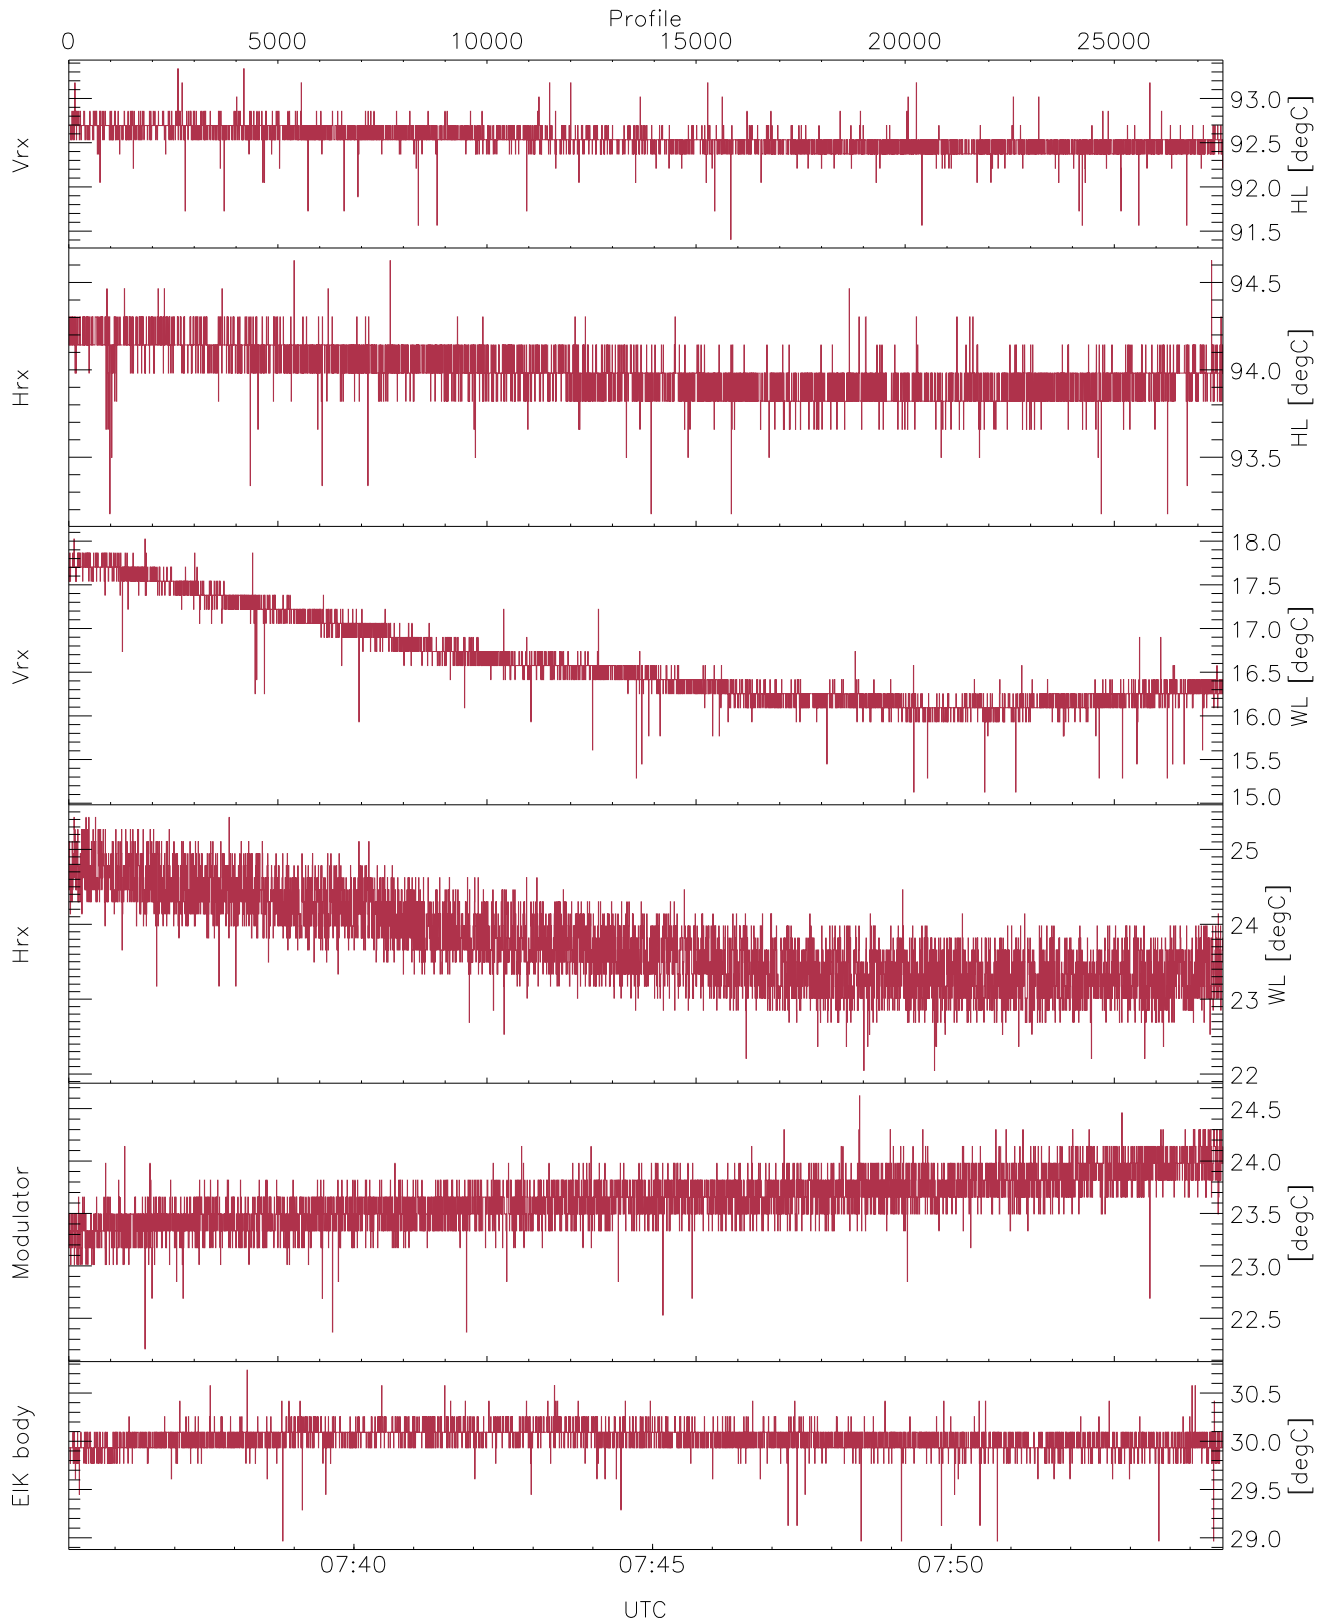 Profile
0 5000 10000 15000 20000 25000
Vrx
93.0
92.5
92.0
91.5
HL [degC]
Hrx
94.5
94.0
93.5
HL [degC]
Vrx
18.0
17.5
17.0
16.5
16.0
15.5
15.0
WL [degC]
Hrx
25
24
23
22
WL [degC]
Modulator
24.5
24.0
23.5
23.0
22.5
[degC]
EIK body
30.5
30.0
29.5
29.0
[degC]
07:40 07:45 07:50
UTC